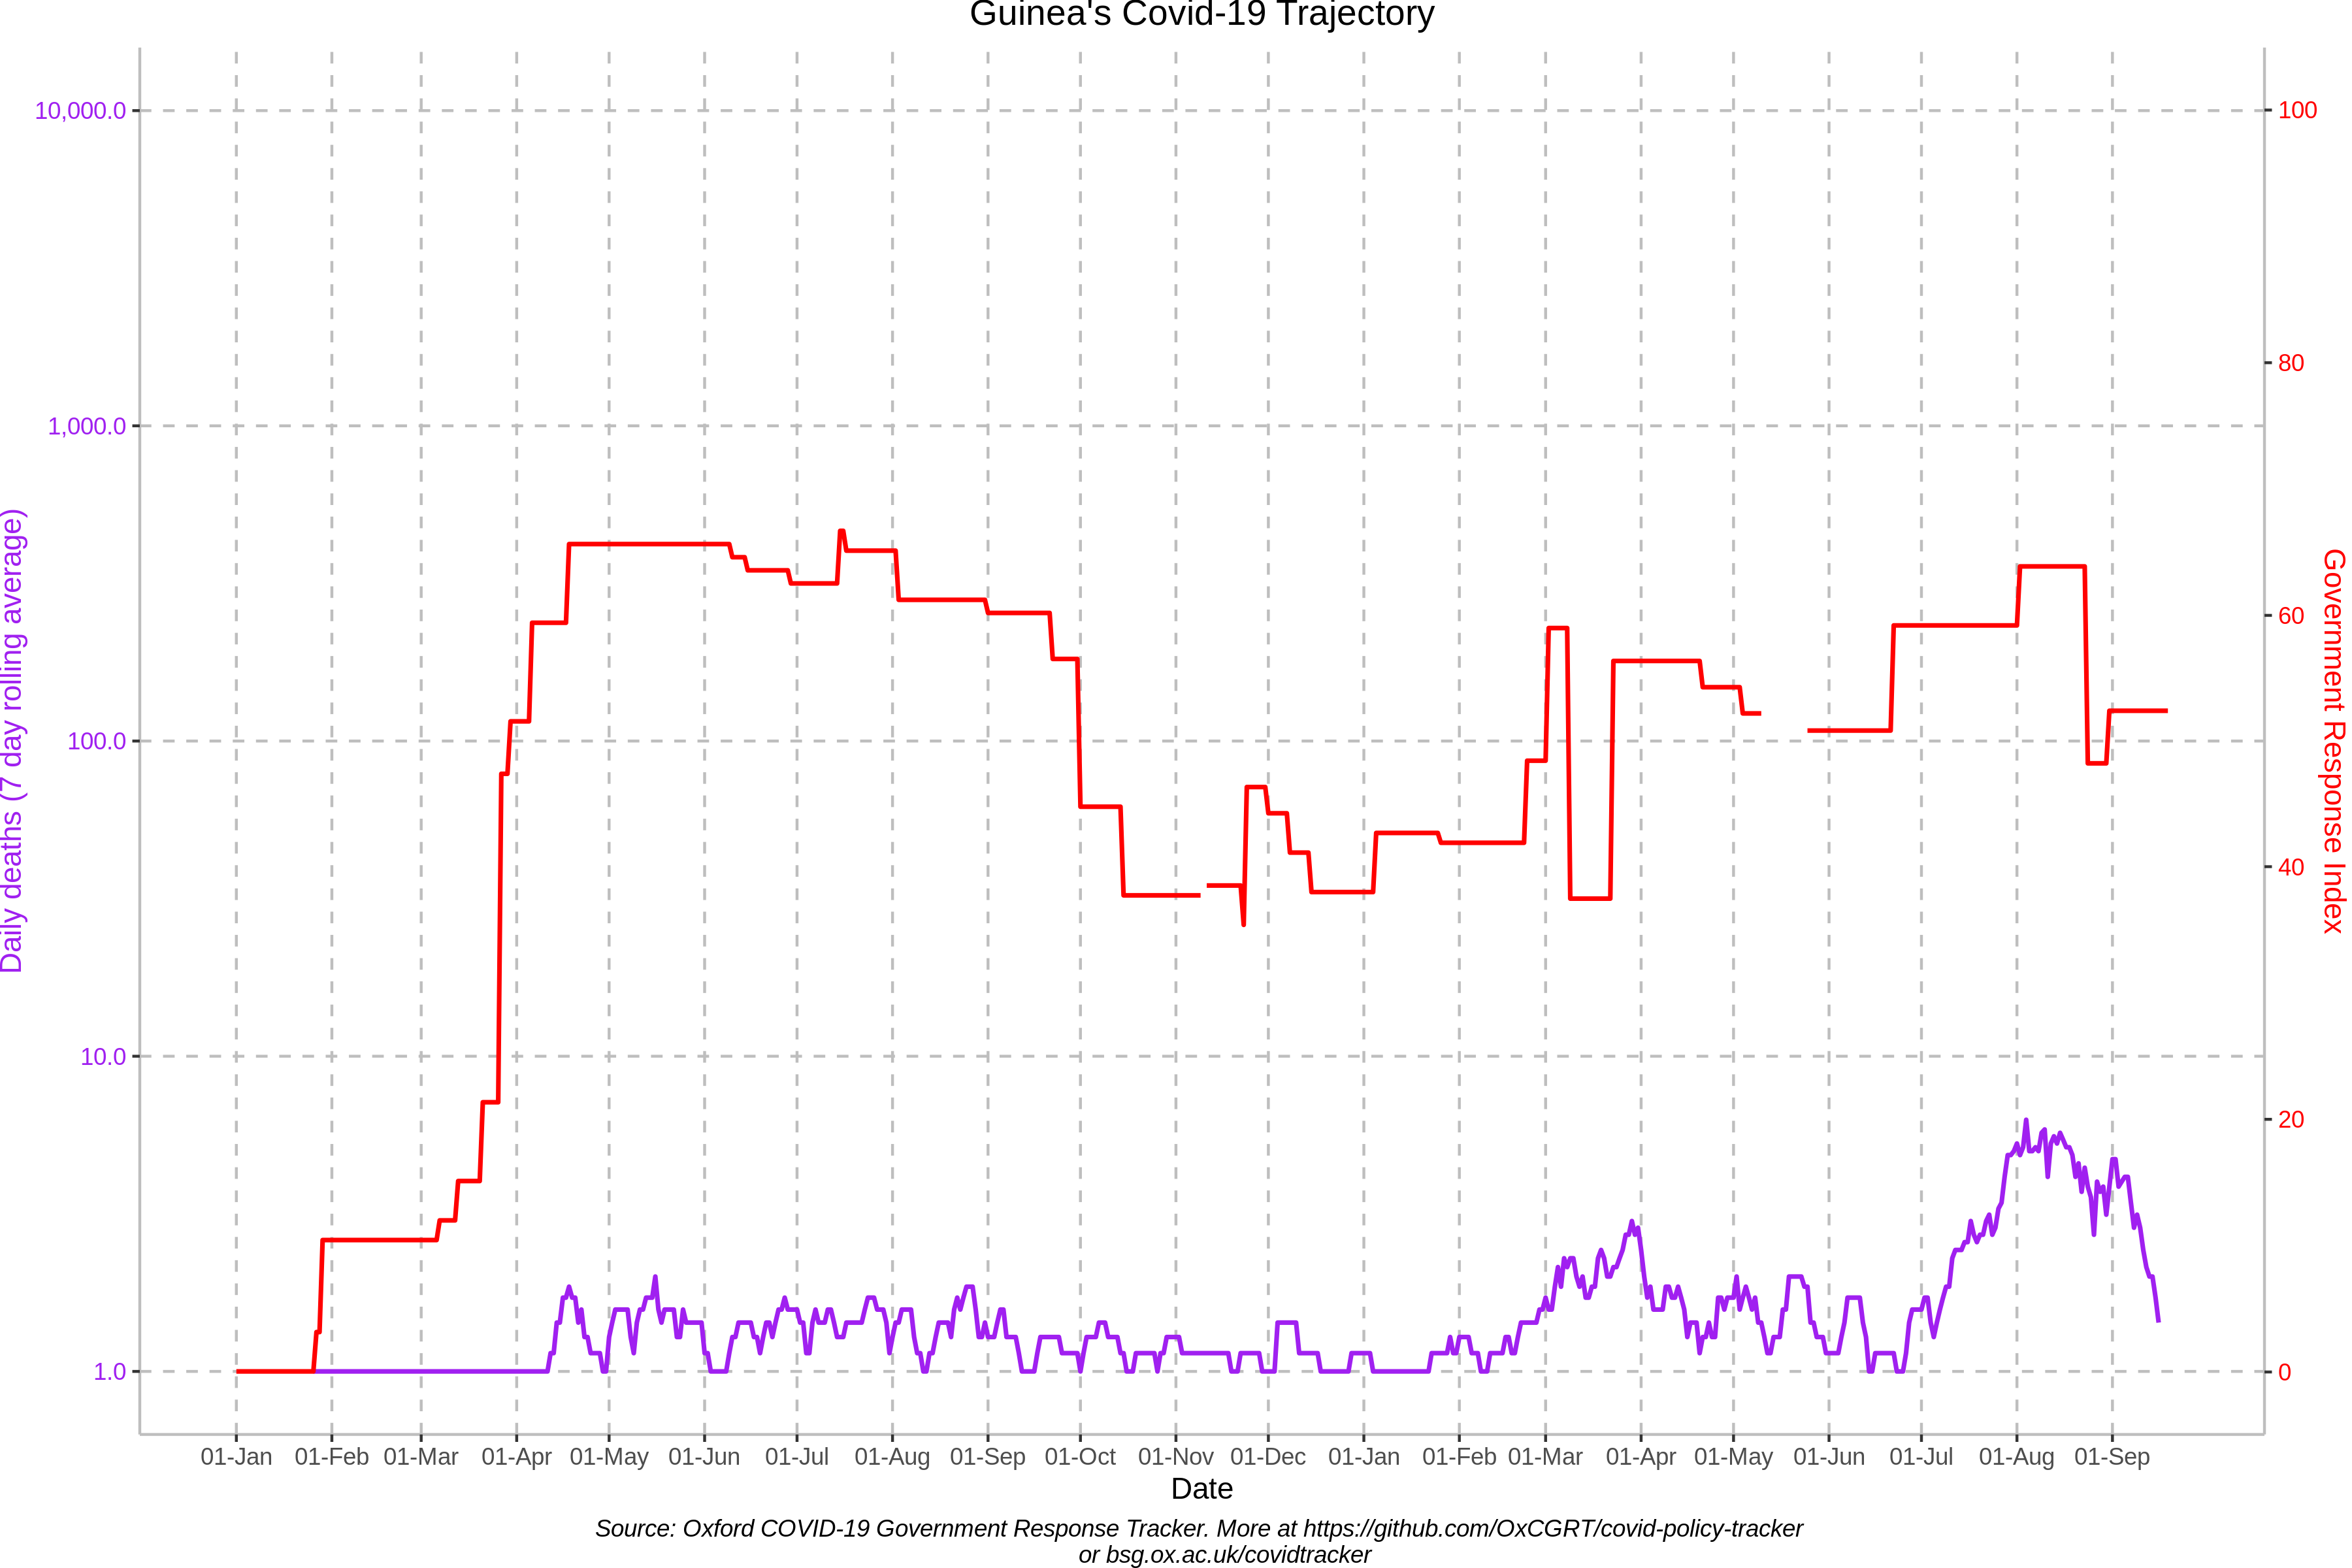 Guinea's Covid-19 Trajectory
10,000.0
1,000.0
100.0
10.0
1.0
Daily deaths (7 day rolling average)
100
80
60
40
20
0
Government Response Index
01-Jan 01-Feb 01-Mar 01-Apr 01-May 01-Jun 01-Jul 01-Aug 01-Sep 01-Oct 01-Nov 01-Dec 01-Jan 01-Feb 01-Mar 01-Apr 01-May 01-Jun 01-Jul 01-Aug 01-Sep
Date
Source: Oxford COVID-19 Government Response Tracker. More at https://github.com/OxCGRT/covid-policy-tracker
or bsg.ox.ac.uk/covidtracker